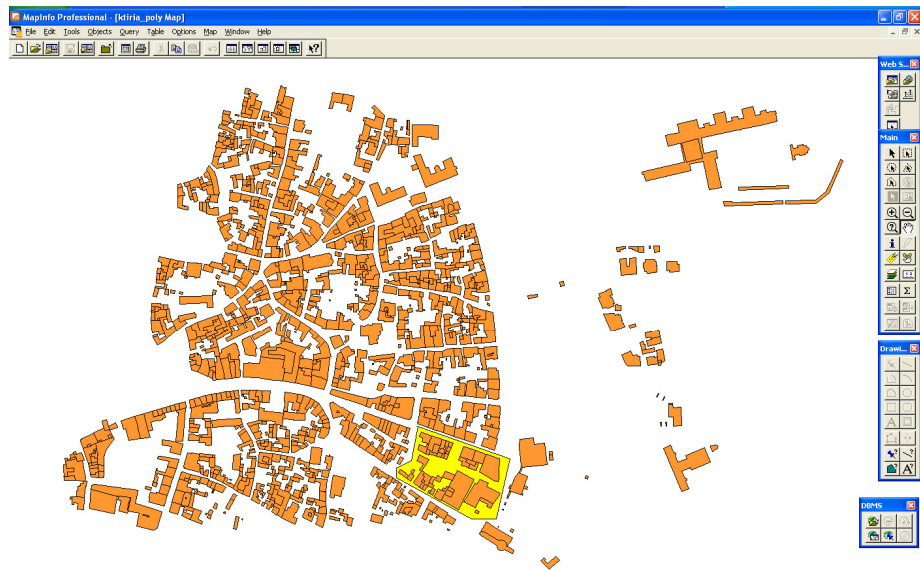 MapInfo Professional - [ktiria_poly Map]
File Edit Tools Objects Query Table Options Map Window Help
Web S...
Main
Drawi...
DBMS